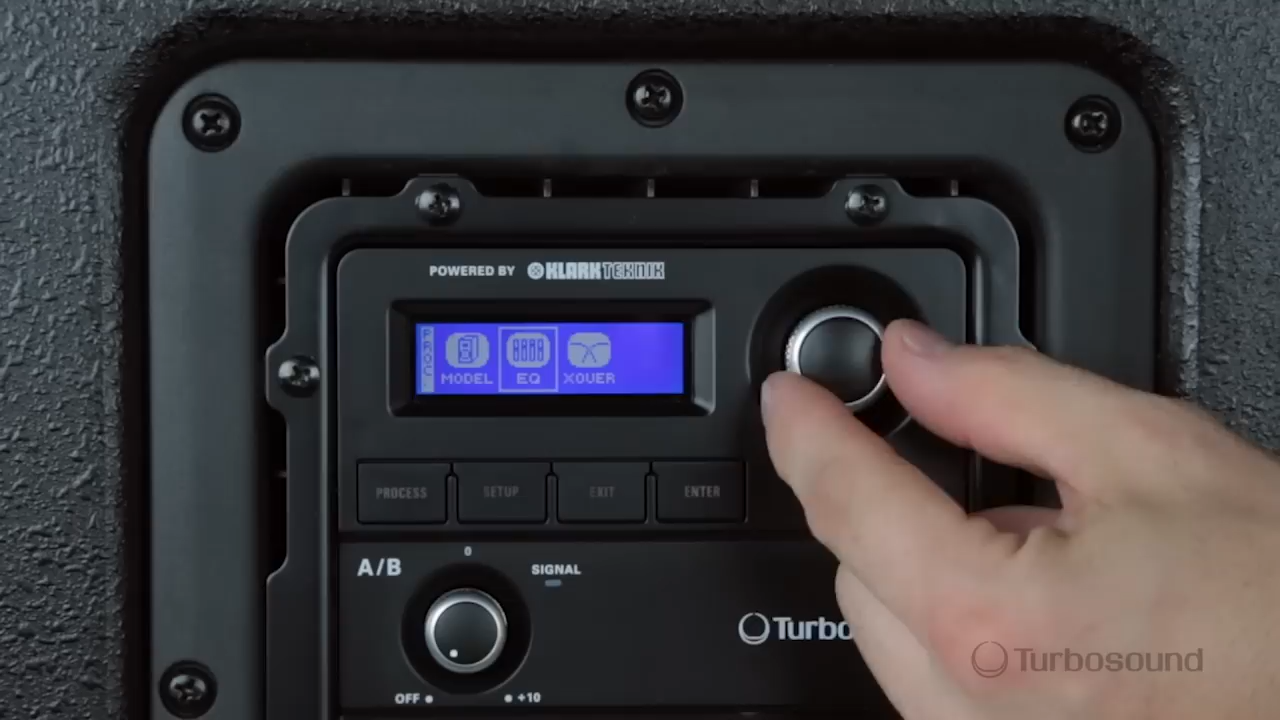 POWERED BY KLARK TEKNIK
PROC
MODEL EQ XOVER
PROCESS SETUP EXIT ENTER
A/B
0
SIGNAL
OFF +10
Turbo
Turbosound